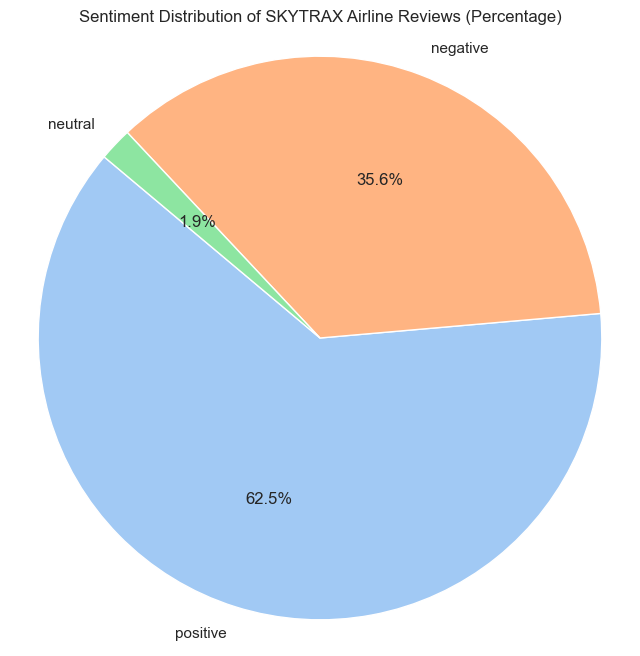 Sentiment Distribution of SKYTRAX Airline Reviews (Percentage)
negative
neutral
35.6%
1.9%
62.5%
positive